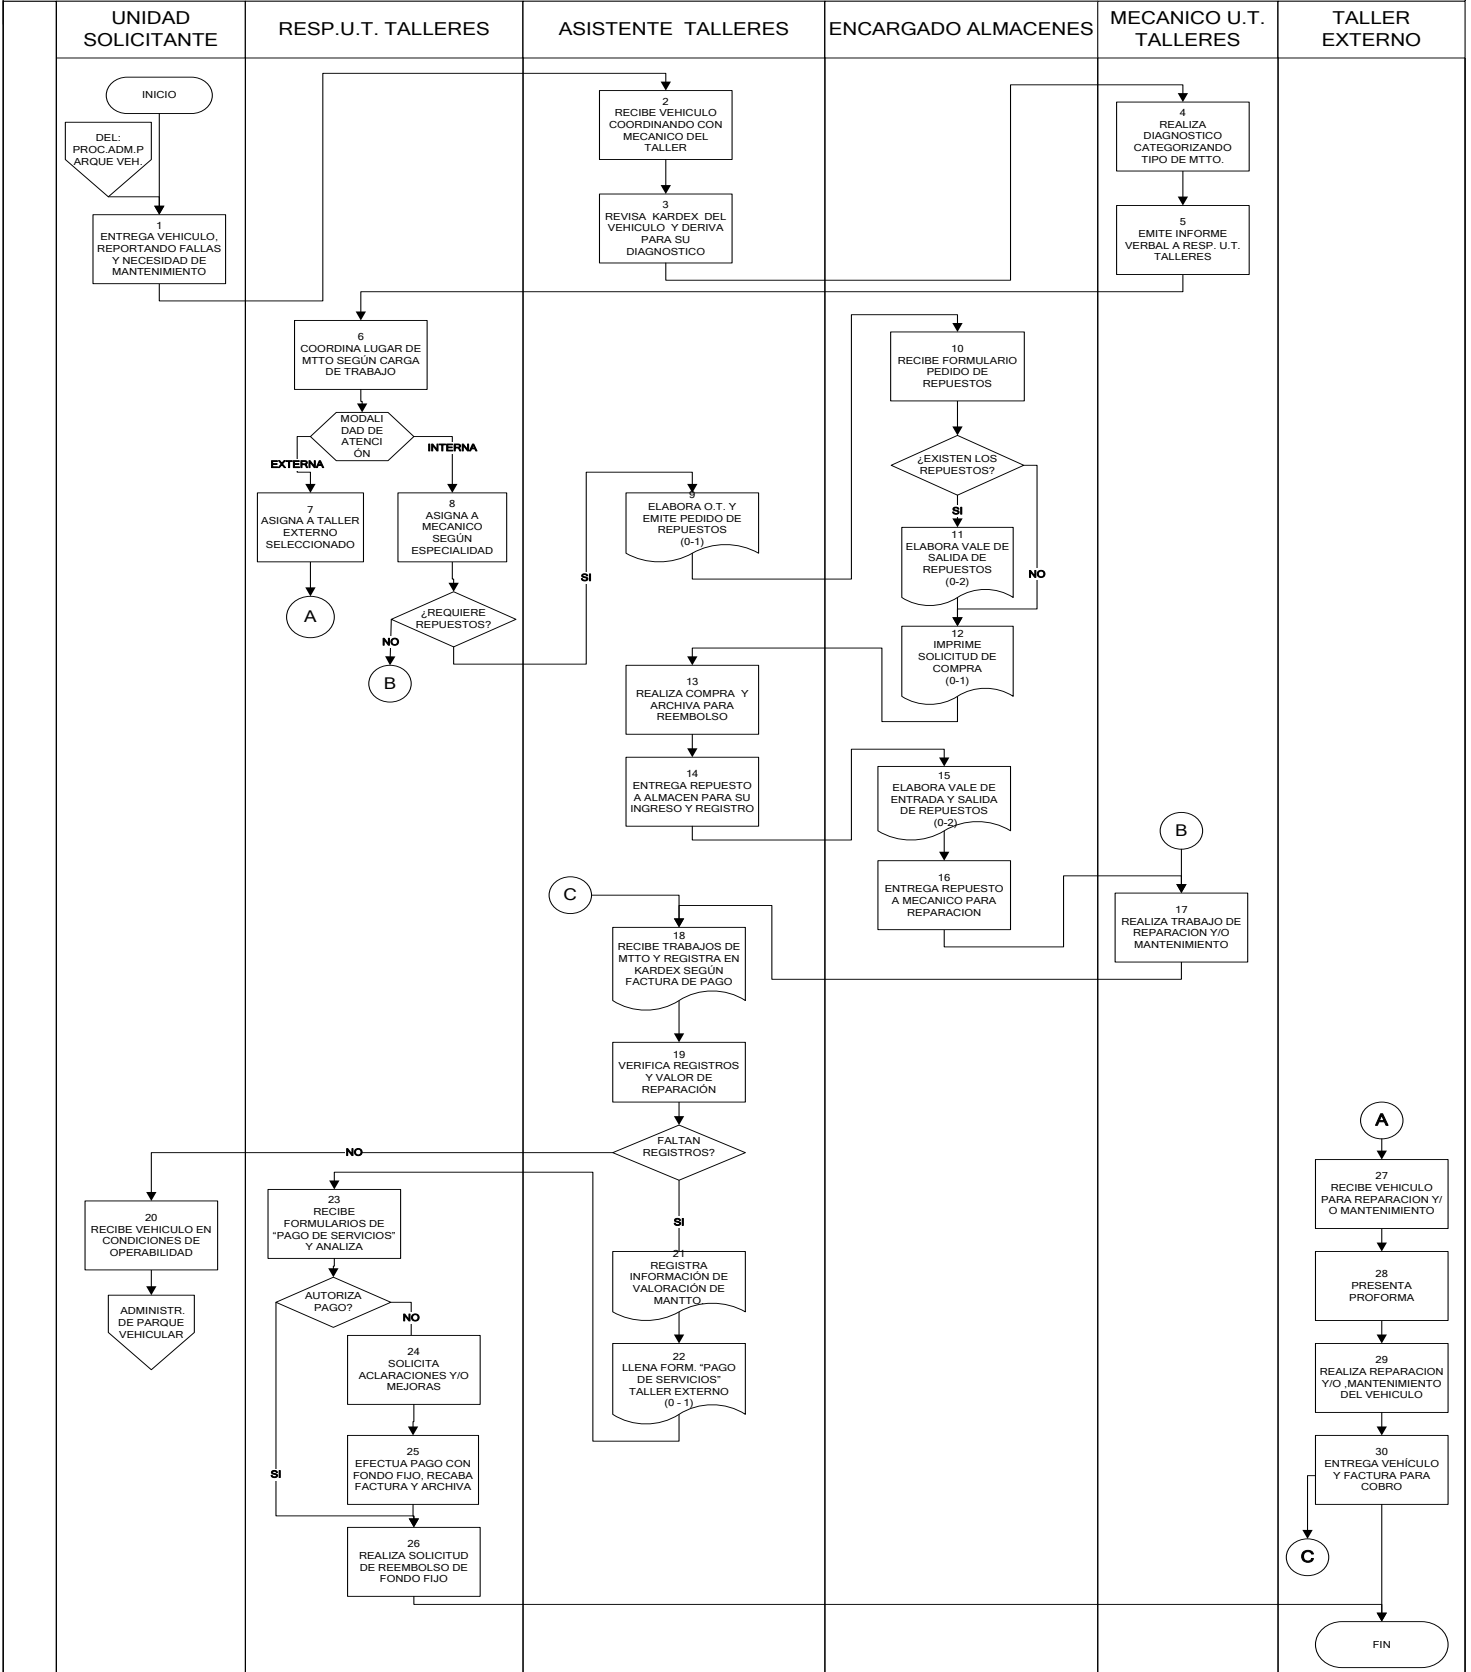 UNIDAD
SOLICITANTE
RESP.U.T. TALLERES
ASISTENTE TALLERES
ENCARGADO ALMACENES
MECANICO U.T.
TALLERES
TALLER
EXTERNO
INICIO
DEL:
PROC.ADM.P
ARQUE VEH.
1
ENTREGA VEHICULO,
REPORTANDO FALLAS
Y NECESIDAD DE
MANTENIMIENTO
2
RECIBE VEHICULO
COORDINANDO CON
MECANICO DEL
TALLER
3
REVISA KARDEX DEL
VEHICULO Y DERIVA
PARA SU
DIAGNOSTICO
4
REALIZA
DIAGNOSTICO
CATEGORIZANDO
TIPO DE MTTO.
5
EMITE INFORME
VERBAL A RESP. U.T.
TALLERES
6
COORDINA LUGAR DE
MTTO SEGÚN CARGA
DE TRABAJO
MODALI
DAD DE
ATENCI
ÓN
EXTERNA
INTERNA
7
ASIGNA A TALLER
EXTERNO
SELECCIONADO
8
ASIGNA A
MECANICO
SEGÚN
ESPECIALIDAD
A
¿REQUIERE
REPUESTOS?
NO
B
SI
9
ELABORA O.T. Y
EMITE PEDIDO DE
REPUESTOS
(0-1)
10
RECIBE FORMULARIO
PEDIDO DE
REPUESTOS
¿EXISTEN LOS
REPUESTOS?
SI
NO
11
ELABORA VALE DE
SALIDA DE
REPUESTOS
(0-2)
12
IMPRIME
SOLICITUD DE
COMPRA
(0-1)
13
REALIZA COMPRA Y
ARCHIVA PARA
REEMBOLSO
14
ENTREGA REPUESTO
A ALMACEN PARA SU
INGRESO Y REGISTRO
15
ELABORA VALE DE
ENTRADA Y SALIDA
DE REPUESTOS
(0-2)
16
ENTREGA REPUESTO
A MECANICO PARA
REPARACION
B
17
REALIZA TRABAJO DE
REPARACION Y/O
MANTENIMIENTO
C
18
RECIBE TRABAJOS DE
MTTO Y REGISTRA EN
KARDEX SEGÚN
FACTURA DE PAGO
19
VERIFICA REGISTROS
Y VALOR DE
REPARACIÓN
FALTAN
REGISTROS?
NO
SI
20
RECIBE VEHICULO EN
CONDICIONES DE
OPERABILIDAD
ADMINISTR.
DE PARQUE
VEHICULAR
21
REGISTRA
INFORMACIÓN DE
VALORACIÓN DE
MANTTO
22
LLENA FORM. “PAGO
DE SERVICIOS”
TALLER EXTERNO
(0 - 1)
23
RECIBE
FORMULARIOS DE
“PAGO DE SERVICIOS”
Y ANALIZA
AUTORIZA
PAGO?
NO
SI
24
SOLICITA
ACLARACIONES Y/O
MEJORAS
25
EFECTUA PAGO CON
FONDO FIJO, RECABA
FACTURA Y ARCHIVA
26
REALIZA SOLICITUD
DE REEMBOLSO DE
FONDO FIJO
A
27
RECIBE VEHICULO
PARA REPARACION Y/
O MANTENIMIENTO
28
PRESENTA
PROFORMA
29
REALIZA REPARACION
Y/O ,MANTENIMIENTO
DEL VEHICULO
30
ENTREGA VEHÍCULO
Y FACTURA PARA
COBRO
C
FIN